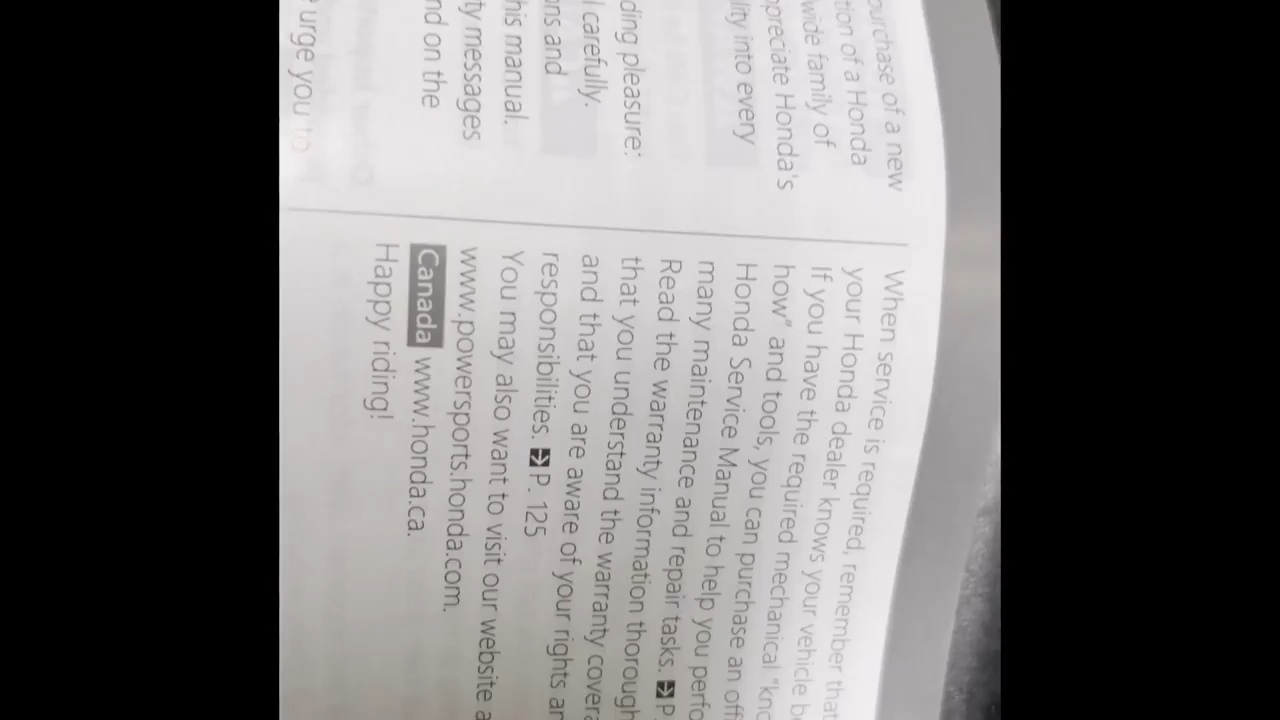 purchase of a new
tion of a Honda
wide family of
ppreciate Honda's
lity into every
ding pleasure:
l carefully.
ons and
his manual.
ty messages
nd on the
urge you to
When service is required, remember that
your Honda dealer knows your vehicle
If you have the required mechanical "kno
how" and tools, you can purchase an off
Honda Service Manual to help you perfo
many maintenance and repair tasks. ➔ P.
Read the warranty information thorough
that you understand the warranty covera
and that you are aware of your rights an
responsibilities. ➔ P. 125
You may also want to visit our website a
www.powersports.honda.com.
Canada www.honda.ca.
Happy riding!